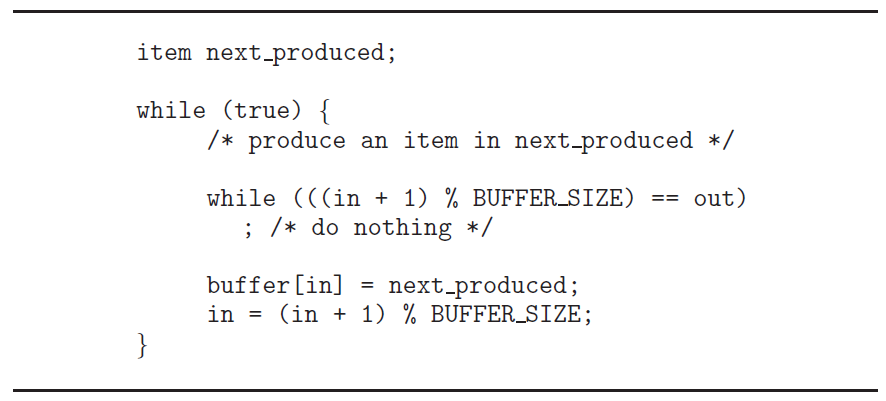 item next_produced;
while (true) {
/* produce an item in next_produced */
while (((in + 1) % BUFFER_SIZE) == out)
; /* do nothing */
buffer[in] = next_produced;
in = (in + 1) % BUFFER_SIZE;
}